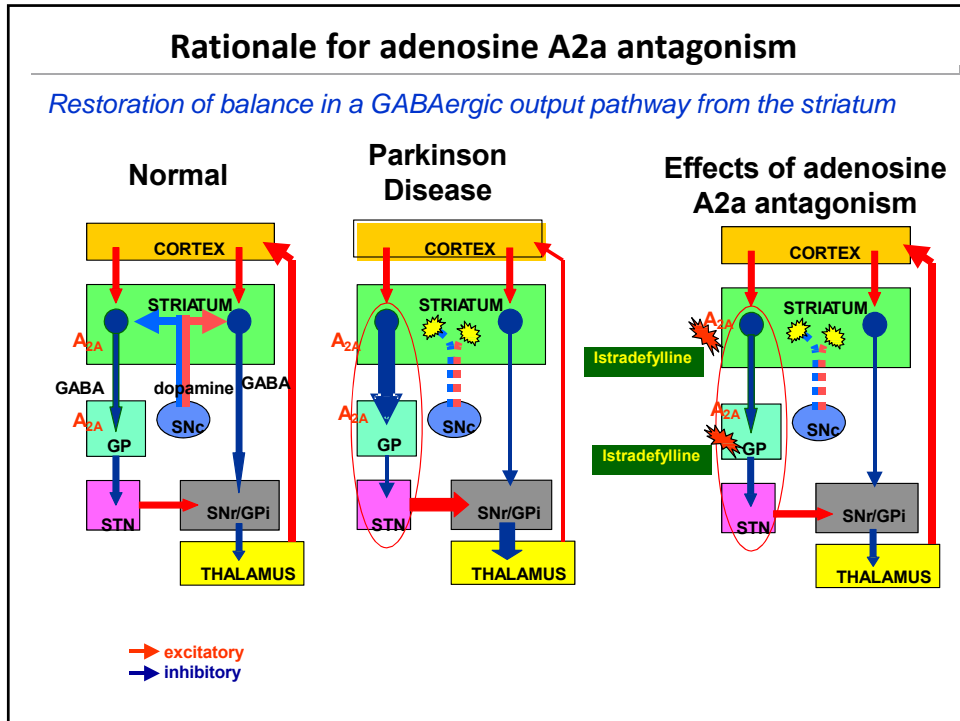 Rationale for adenosine A2a antagonism
Restoration of balance in a GABAergic output pathway from the striatum
Normal
CORTEX
STRIATUM
A2A
GABA
dopamine
GABA
A2A
SNc
GP
STN
SNr/GPi
THALAMUS
Parkinson
Disease
CORTEX
STRIATUM
A2A
A2A
SNc
GP
STN
SNr/GPi
THALAMUS
Effects of adenosine
A2a antagonism
CORTEX
A2A
STRIATUM
Istradefylline
A2A
SNc
GP
Istradefylline
STN
SNr/GPi
THALAMUS
excitatory
inhibitory